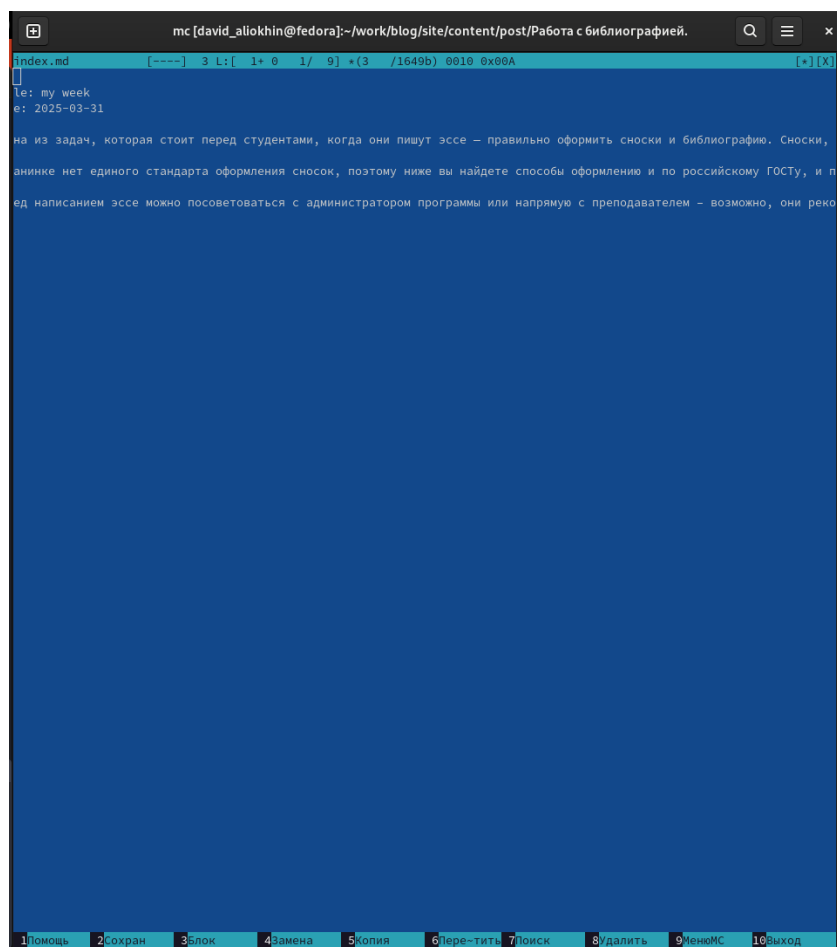 mc [david_aliokhin@fedora]:~/work/blog/site/content/post/Работа с библиографией.
index.md [----] 3 L:[ 1+ 0 1/ 9] *(3 /1649b) 0010 0x00A [*][X]
le: my week
e: 2025-03-31
на из задач, которая стоит перед студентами, когда они пишут эссе — правильно оформить сноски и библиографию. Сноски,
анинке нет единого стандарта оформления сносок, поэтому ниже вы найдете способы оформлению и по российскому ГОСТу, и п
ед написанием эссе можно посоветоваться с администратором программы или напрямую с преподавателем – возможно, они реко
1Помощь 2Сохран 3Блок 4Замена 5Копия 6Пере~тить 7Поиск 8Удалить 9МенюMC 10Выход